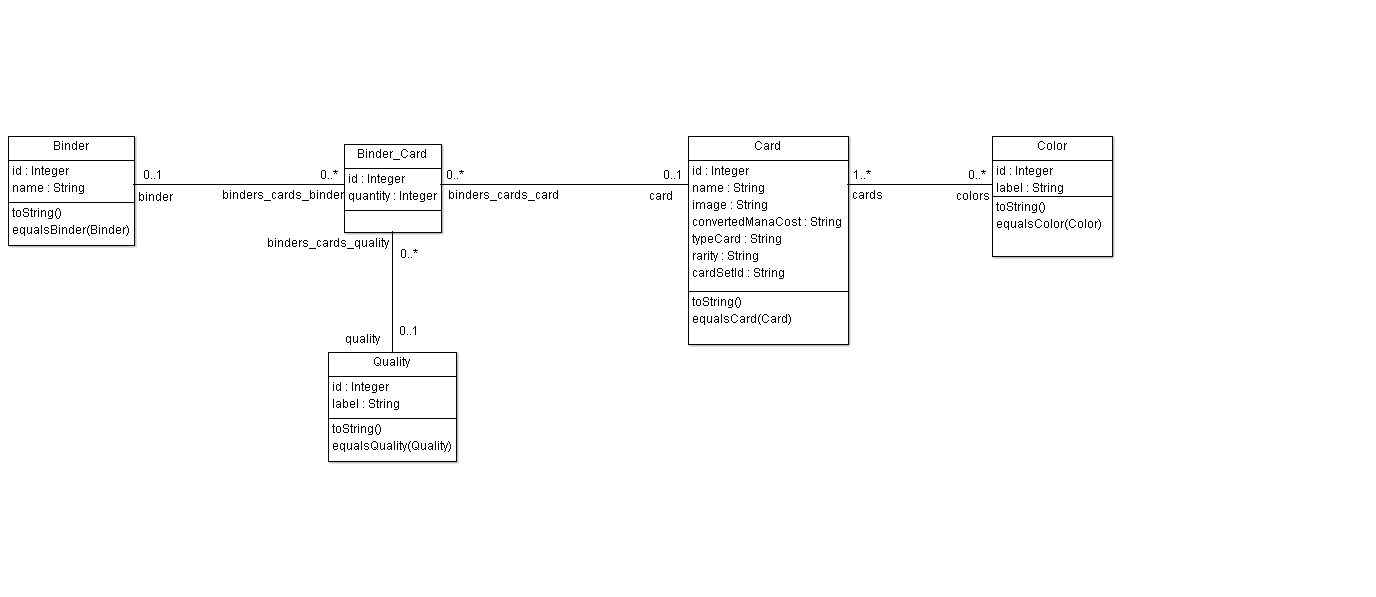 Binder
id : Integer
name : String
toString()
equalsBinder(Binder)
0..1
binder
0..*
binders_cards_binder
Binder_Card
id : Integer
quantity : Integer
0..*
binders_cards_card
0..1
card
binders_cards_quality
0..*
0..1
quality
Quality
id : Integer
label : String
toString()
equalsQuality(Quality)
Card
id : Integer
name : String
image : String
convertedManaCost : String
typeCard : String
rarity : String
cardSetId : String
toString()
equalsCard(Card)
1..*
cards
0..*
colors
Color
id : Integer
label : String
toString()
equalsColor(Color)